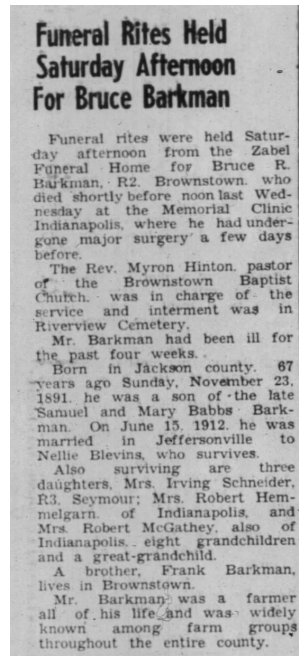 Funeral Rites Held
Saturday Afternoon
For Bruce Barkman
Funeral rites were held Satur-
day afternoon from the Zabel
Funeral Home for Bruce R.
Barkman, R2. Brownstown. who
died shortly before noon last Wed-
nesday at the Memorial Clinic
Indianapolis, where he had under-
gone major surgery a few days
before.
The Rev. Myron Hinton. pastor
of the Brownstown Baptist
Church. was in charge of the
service and interment was in
Riverview Cemetery.
Mr. Barkman had been ill for
the past four weeks.
Born in Jackson county. 67
years ago Sunday, November 23,
1891. he was a son of the late
Samuel and Mary Babbs Bark-
man. On June 15. 1912. he was
married in Jeffersonville to
Nellie Blevins, who survives.
Also surviving are three
daughters, Mrs. Irving Schneider,
R3. Seymour; Mrs. Robert Hem-
melgarn of Indianapolis, and
Mrs. Robert McGathey, also of
Indianapolis. eight grandchildren
and a great-grandchild.
A brother, Frank Barkman,
lives in Brownstown.
Mr. Barkman was a farmer
all of his life and was widely
known among farm groups
throughout the entire county.